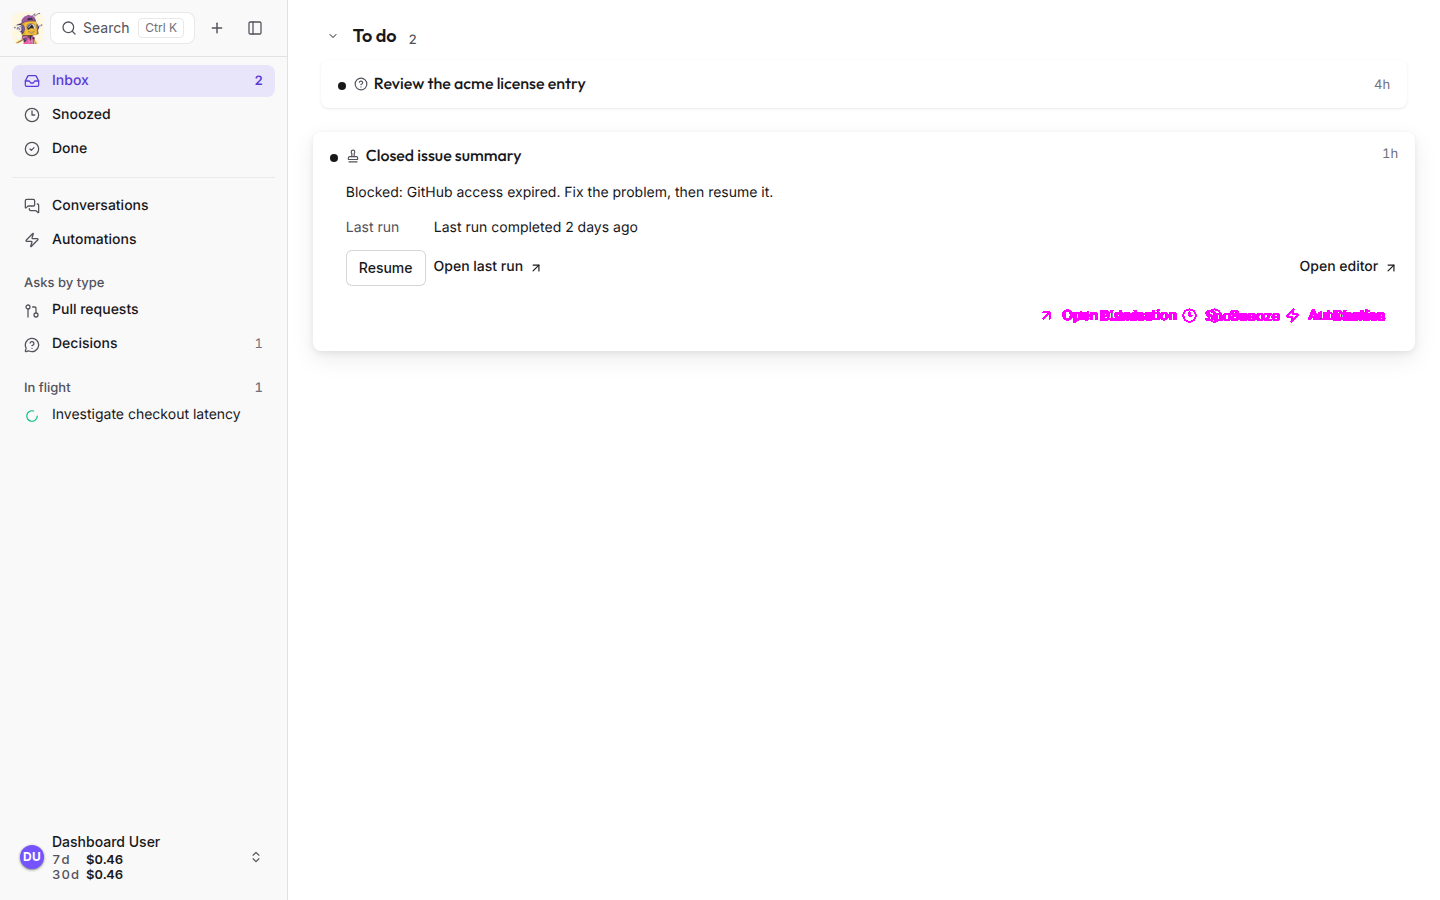 Search Ctrl K
Inbox 2
Snoozed
Done
Conversations
Automations
Asks by type
Pull requests
Decisions 1
In flight 1
Investigate checkout latency
Dashboard User
DU
7d $0.46
30d $0.46
To do 2
Review the acme license entry 4h
Closed issue summary 1h
Blocked: GitHub access expired. Fix the problem, then resume it.
Last run Last run completed 2 days ago
Resume Open last run Open editor
Open